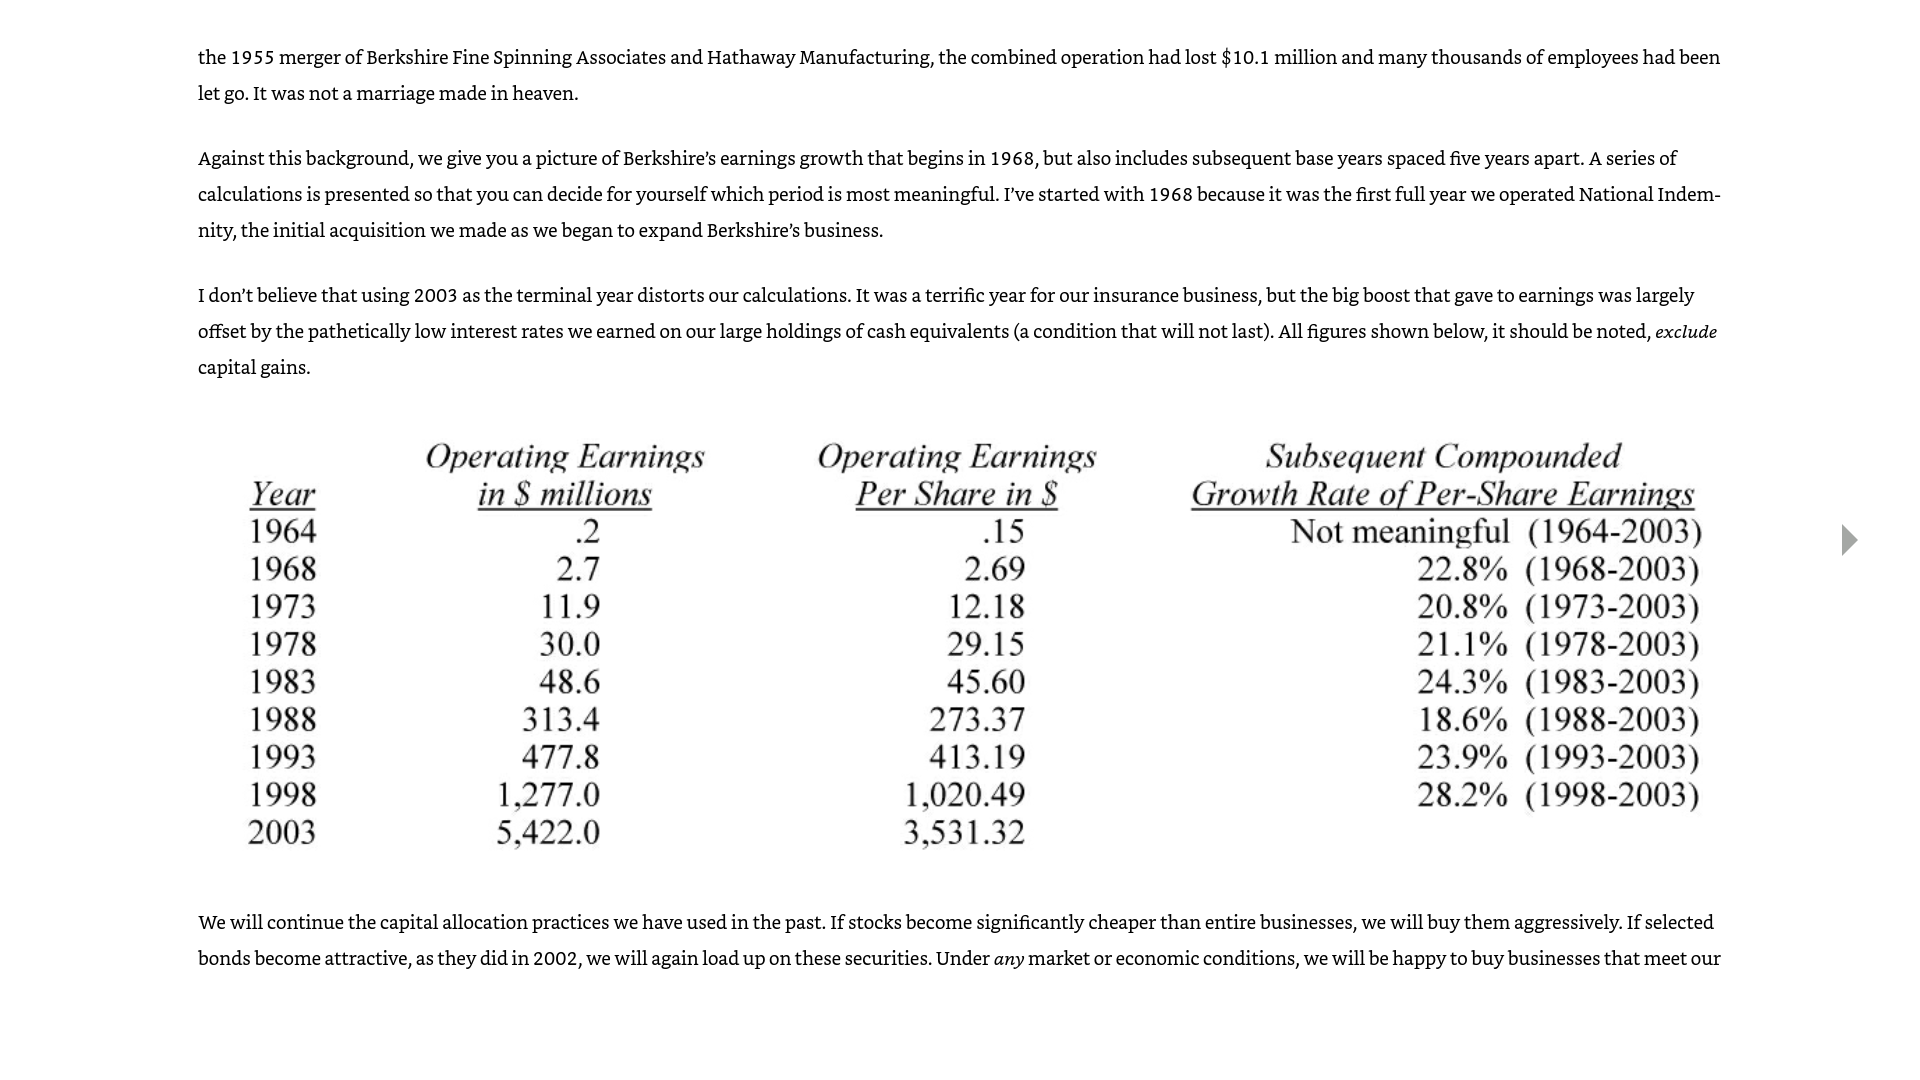 the 1955 merger of Berkshire Fine Spinning Associates and Hathaway Manufacturing, the combined operation had lost $10.1 million and many thousands of employees had been
let go. It was not a marriage made in heaven.
Against this background, we give you a picture of Berkshire’s earnings growth that begins in 1968, but also includes subsequent base years spaced five years apart. A series of
calculations is presented so that you can decide for yourself which period is most meaningful. I’ve started with 1968 because it was the first full year we operated National Indem-
nity, the initial acquisition we made as we began to expand Berkshire’s business.
I don’t believe that using 2003 as the terminal year distorts our calculations. It was a terrific year for our insurance business, but the big boost that gave to earnings was largely
offset by the pathetically low interest rates we earned on our large holdings of cash equivalents (a condition that will not last). All figures shown below, it should be noted, exclude
capital gains.
Operating Earnings Operating Earnings Subsequent Compounded
Year in $ millions Per Share in $ Growth Rate of Per-Share Earnings
1964 .2 .15 Not meaningful (1964-2003)
1968 2.7 2.69 22.8% (1968-2003)
1973 11.9 12.18 20.8% (1973-2003)
1978 30.0 29.15 21.1% (1978-2003)
1983 48.6 45.60 24.3% (1983-2003)
1988 313.4 273.37 18.6% (1988-2003)
1993 477.8 413.19 23.9% (1993-2003)
1998 1,277.0 1,020.49 28.2% (1998-2003)
2003 5,422.0 3,531.32
We will continue the capital allocation practices we have used in the past. If stocks become significantly cheaper than entire businesses, we will buy them aggressively. If selected
bonds become attractive, as they did in 2002, we will again load up on these securities. Under any market or economic conditions, we will be happy to buy businesses that meet our